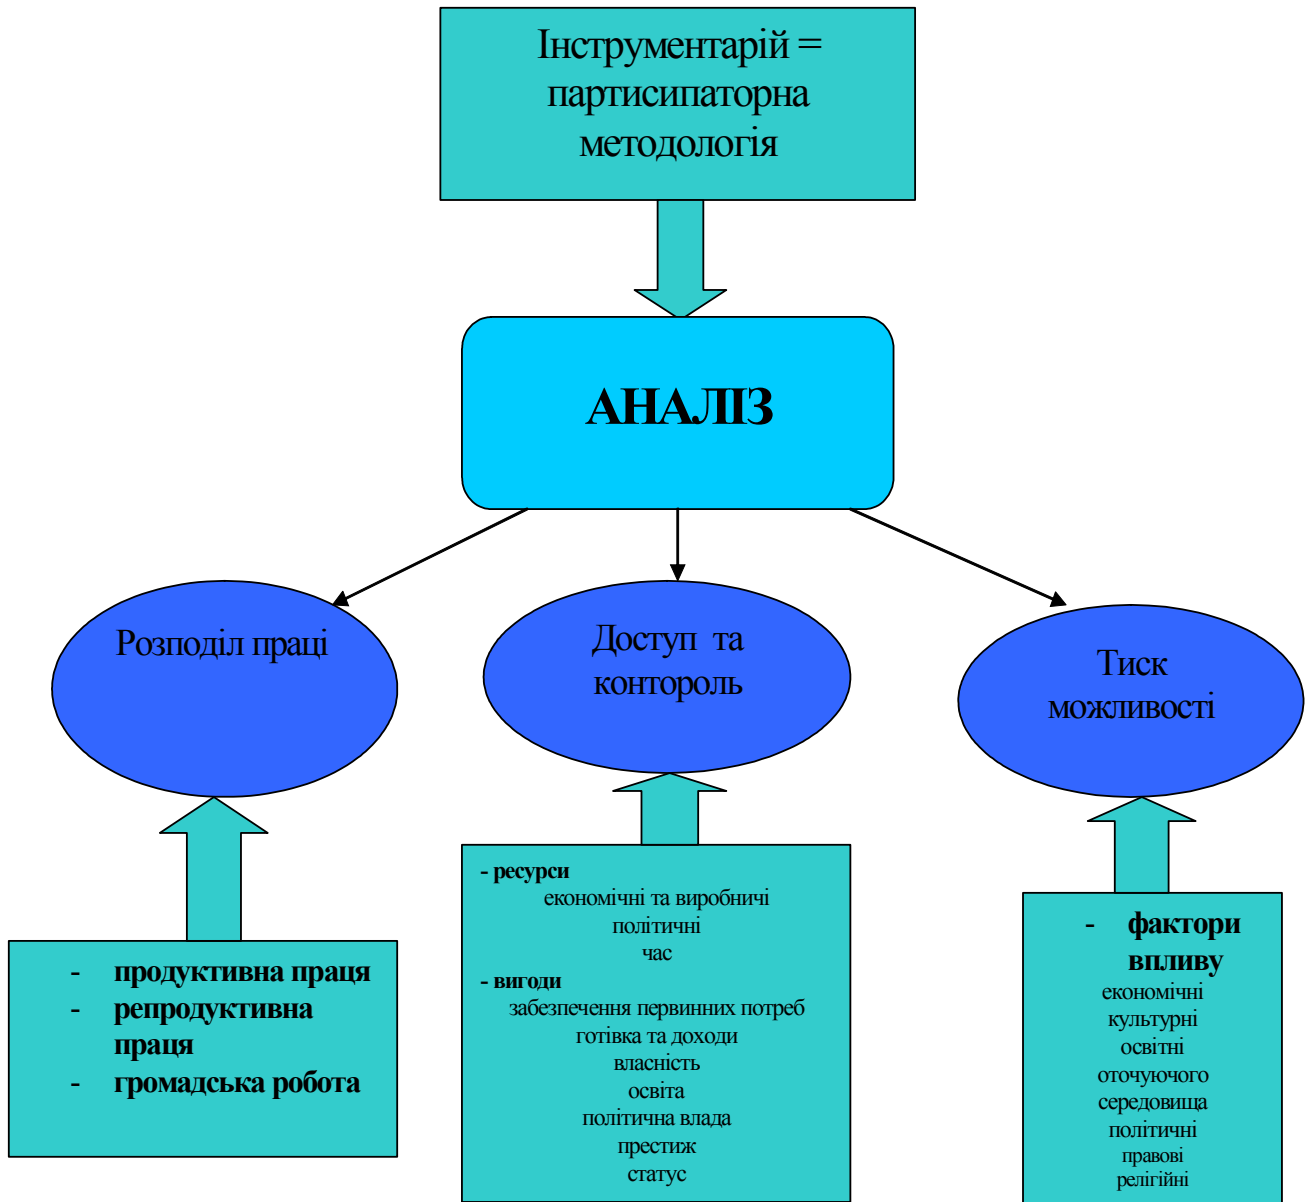 Інструментарій =
партисипаторна
методологія
АНАЛІЗ
Розподіл праці
Доступ та
контороль
Тиск
можливості
- продуктивна праця
- репродуктивна
праця
- громадська робота
- ресурси
економічні та виробничі
політичні
час
- вигоди
забезпечення первинних потреб
готівка та доходи
власність
освіта
політична влада
престиж
статус
- фактори
впливу
економічні
культурні
освітні
оточуючого
середовища
політичні
правові
релігійні